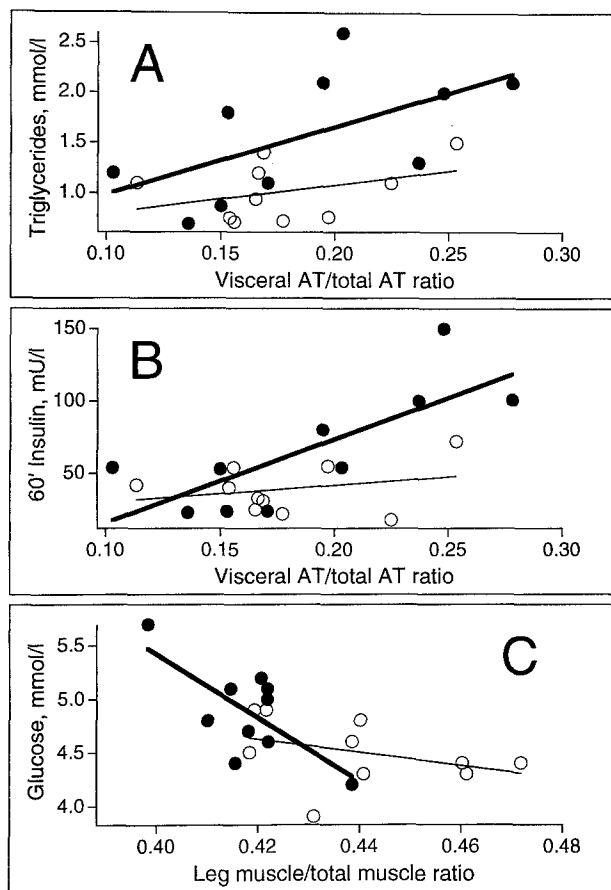 A
Triglycerides, mmol/l
2.5
2.0
1.5
1.0
0.10 0.15 0.20 0.25 0.30
Visceral AT/total AT ratio
B
60' Insulin, mU/l
150
100
50
0.10 0.15 0.20 0.25 0.30
Visceral AT/total AT ratio
C
Glucose, mmol/l
5.5
5.0
4.5
4.0
0.40 0.42 0.44 0.46 0.48
Leg muscle/total muscle ratio